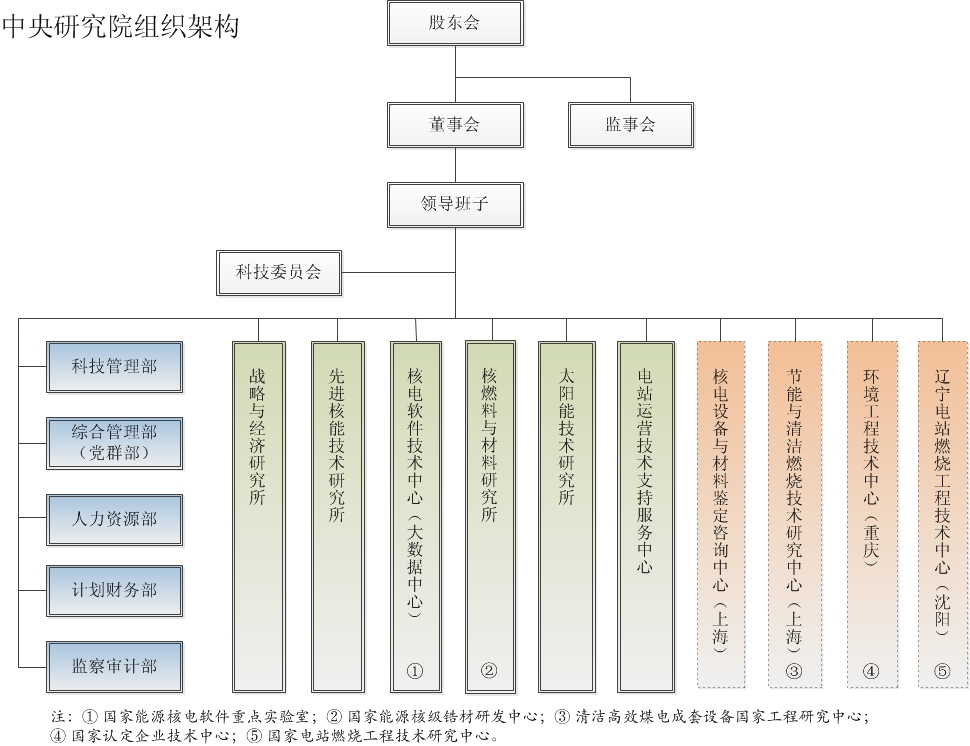 中央研究院组织架构
股东会
董事会
监事会
领导班子
科技委员会
科技管理部
综合管理部
（党群部）
人力资源部
计划财务部
监察审计部
战略与经济研究所
先进核能技术研究所
核电软件技术中心（大数据中心）
①
核燃料与材料研究所
②
太阳能技术研究所
电站运营技术支持服务中心
核电设备与材料鉴定咨询中心（上海）
节能与清洁燃烧技术研究中心（上海）
③
环境工程技术中心（重庆）
④
辽宁电站燃烧工程技术中心（沈阳）
⑤
注：① 国家能源核电软件重点实验室；② 国家能源核级锆材研发中心；③ 清洁高效煤电成套设备国家工程研究中心；
④ 国家认定企业技术中心；⑤ 国家电站燃烧工程技术研究中心。